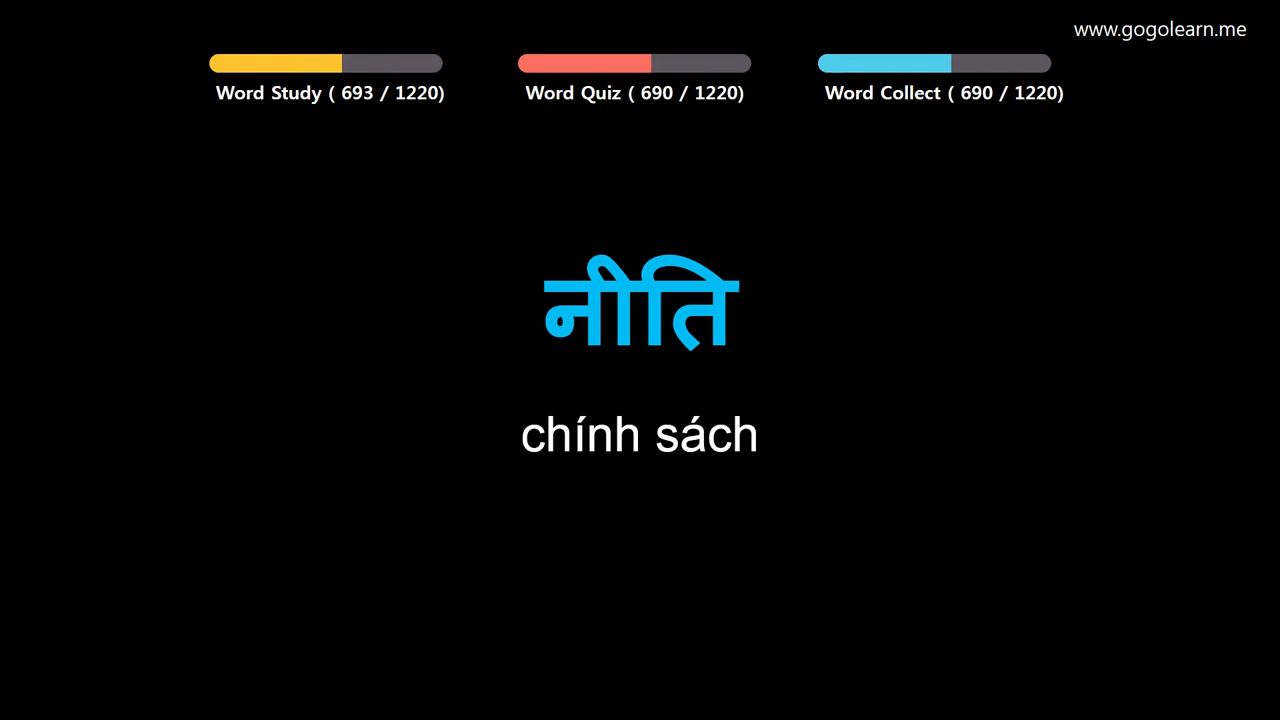 www.gogolearn.me
Word Study ( 693 / 1220)
Word Quiz ( 690 / 1220)
Word Collect ( 690 / 1220)
नीति
chính sách